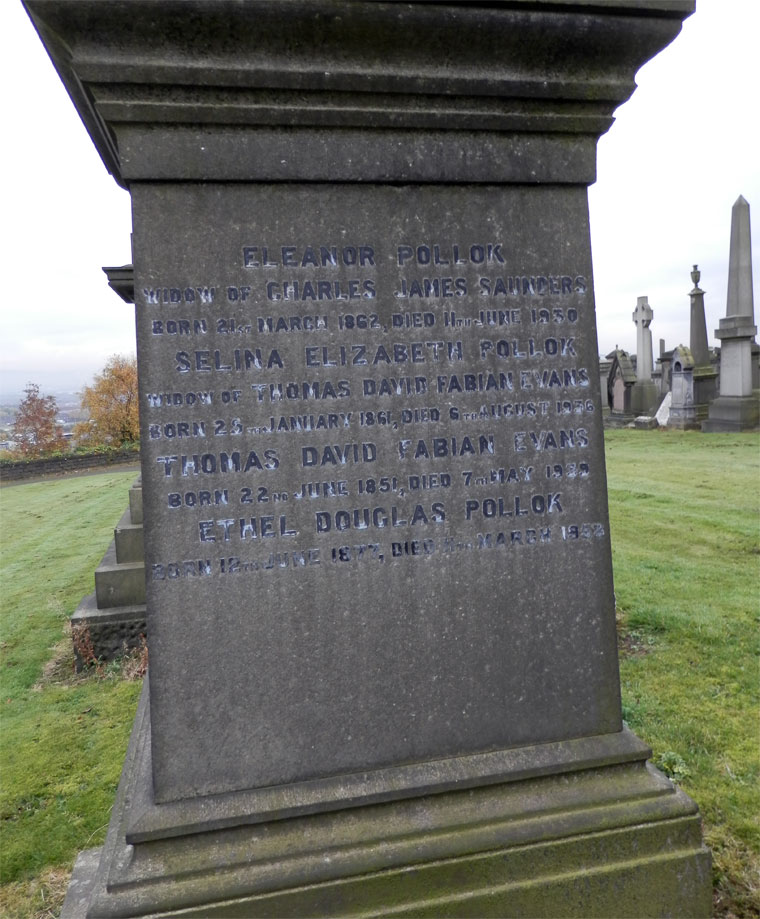 ELEANOR POLLOK
WIDOW OF CHARLES JAMES SAUNDERS
BORN 21ST MARCH 1862, DIED 11TH JUNE 1930
SELINA ELIZABETH POLLOK
WIDOW OF THOMAS DAVID FABIAN EVANS
BORN 25TH JANUARY 1861, DIED 6TH AUGUST 1936
THOMAS DAVID FABIAN EVANS
BORN 22ND JUNE 1851, DIED 7TH MAY
ETHEL DOUGLAS POLLOK
BORN JUNE 1877, DIED MARCH